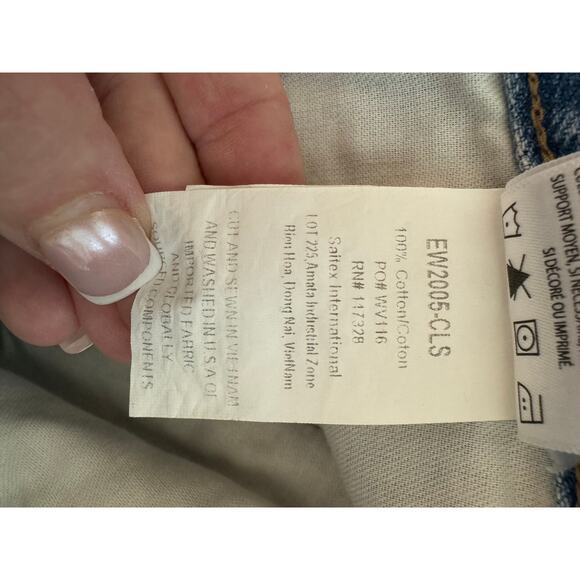 EW2005-CLS
100% Cotton/Coton
PO# WV116
RN# 117328
Saitex International
LOT 225,Amata Industrial Zone
Bien Hoa, Dong Nai, VietNam
CUT AND SEWN IN VIETNAM
AND WASHED IN U.S.A OF
IMPORTED FABRIC
AND GLOBALLY
SOURCED COMPONENTS
SUPPORT MOYEN, SI NÉCESS
SI DÉCORÉ OU IMPRIMÉ.